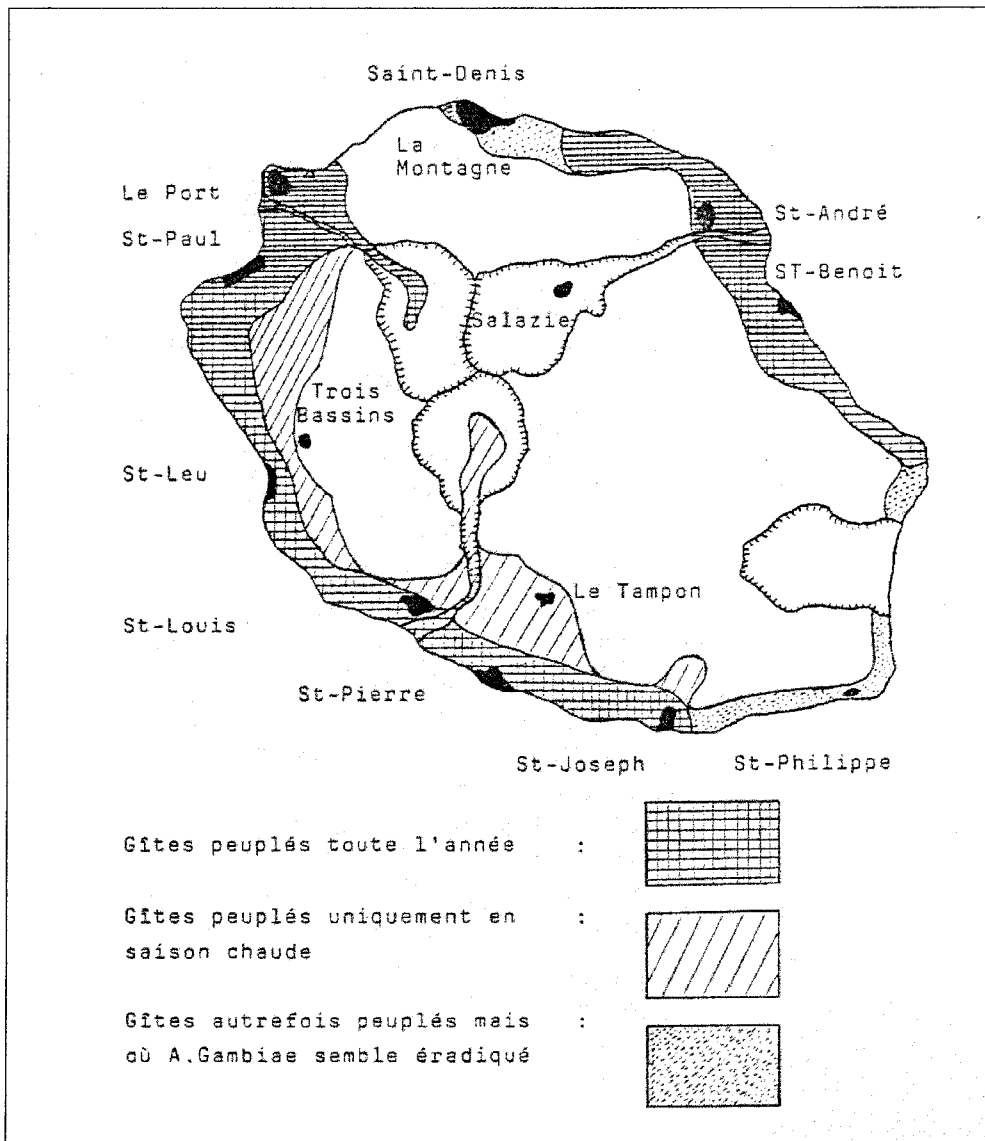 Saint-Denis
La
Montagne
Le Port
St-André
St-Paul
ST-Benoit
Salazie
Trois
Bassins
St-Leu
Le Tampon
St-Louis
St-Pierre
St-Joseph
St-Philippe
Gîtes peuplés toute l'année :
Gîtes peuplés uniquement en :
saison chaude
Gîtes autrefois peuplés mais :
où A.Gambiae semble éradiqué